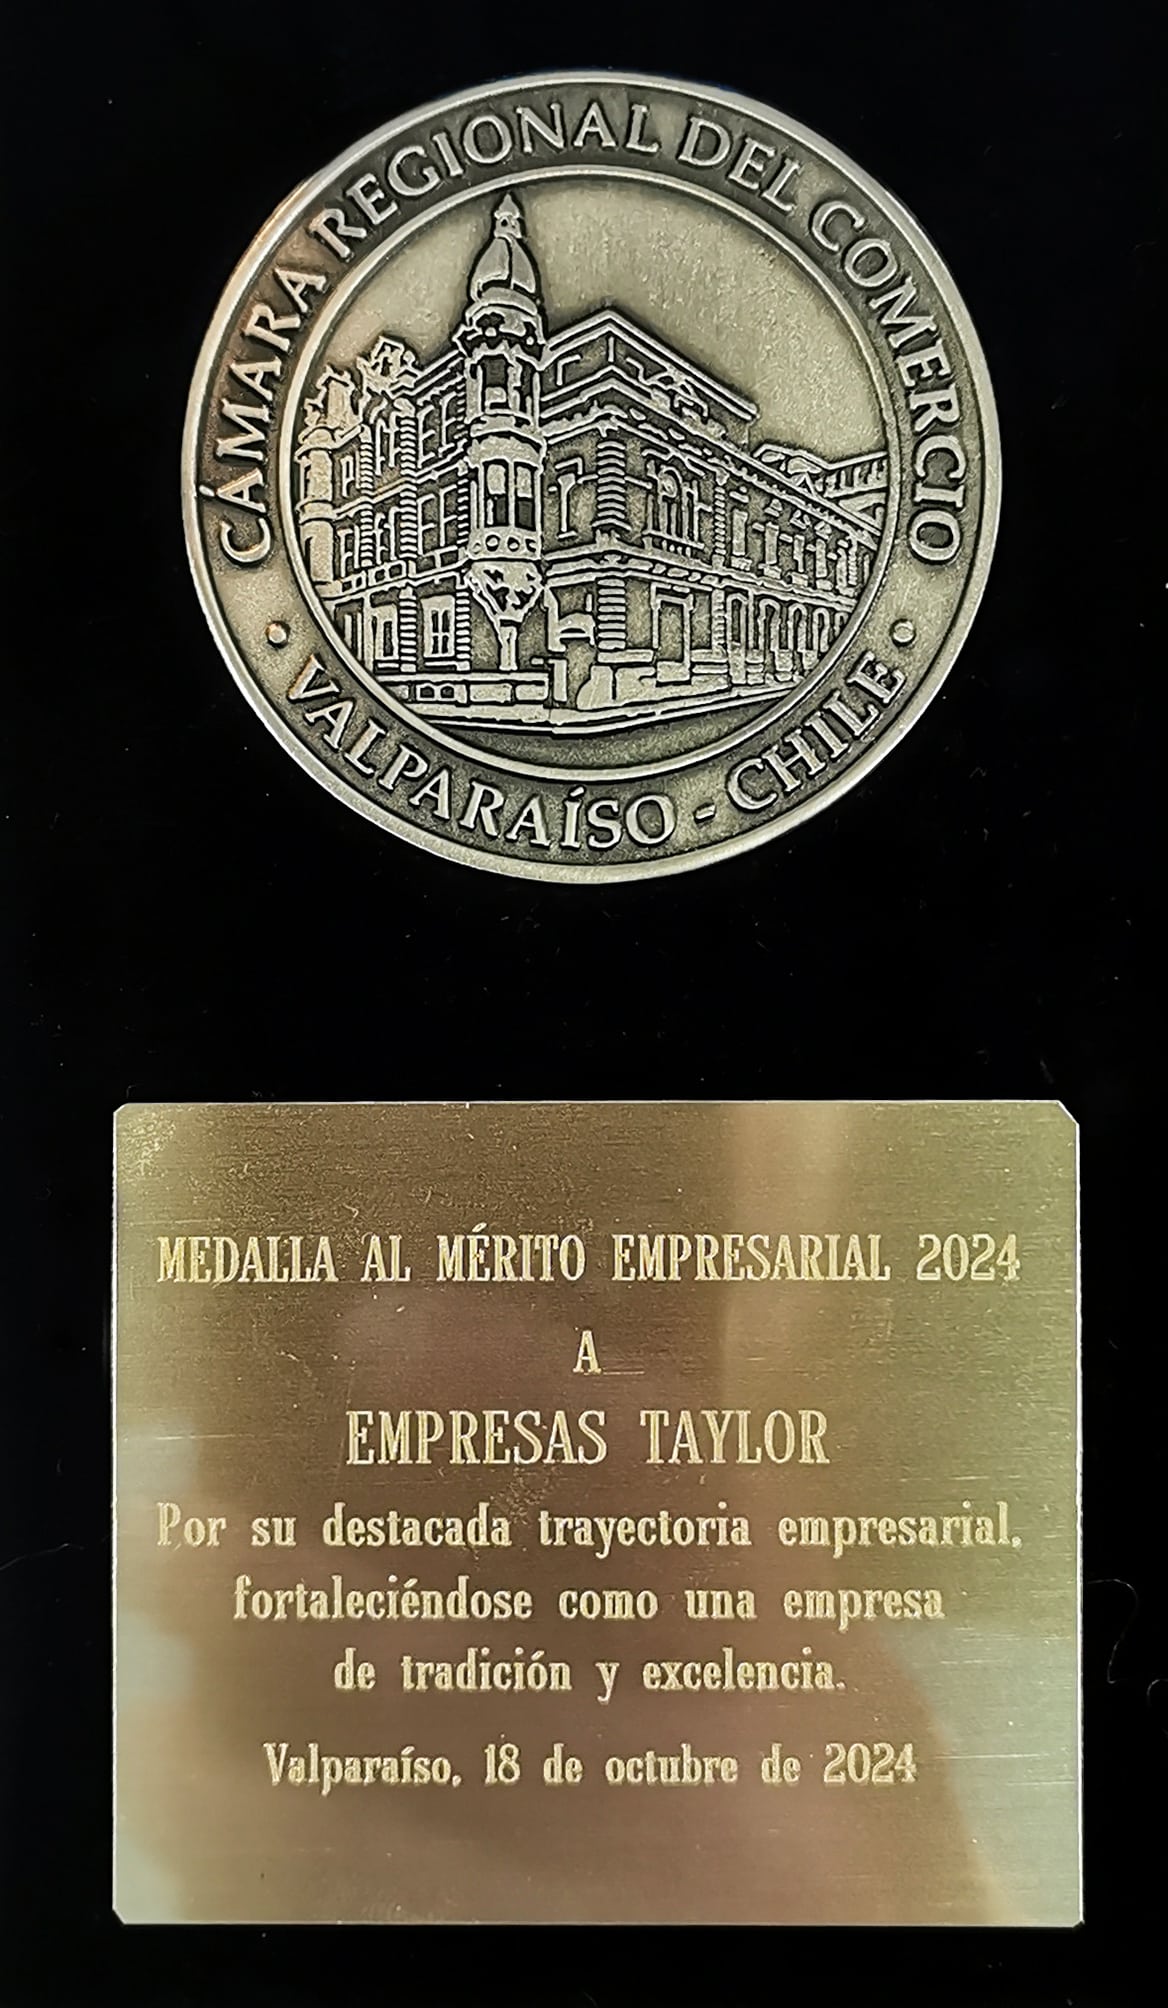 CÁMARA REGIONAL DEL COMERCIO
• VALPARAÍSO - CHILE •
MEDALLA AL MÉRITO EMPRESARIAL 2024
A
EMPRESAS TAYLOR
Por su destacada trayectoria empresarial,
fortaleciéndose como una empresa
de tradición y excelencia.
Valparaíso, 18 de octubre de 2024